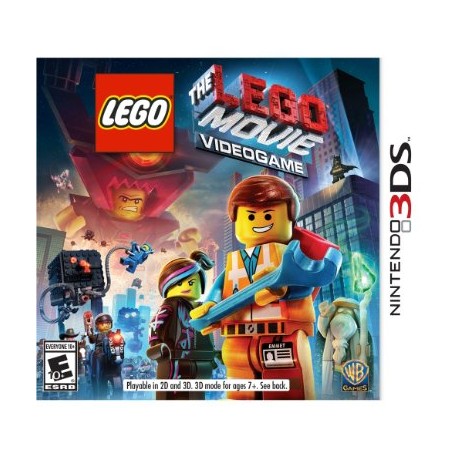 LEGO
THE LEGO
MOVIE
VIDEOGAME
NINTENDO 3DS
EMMET
EVERYONE 10+
E
10+
ESRB
Playable in 2D and 3D. 3D mode for ages 7+. See back.
WB
GAMES